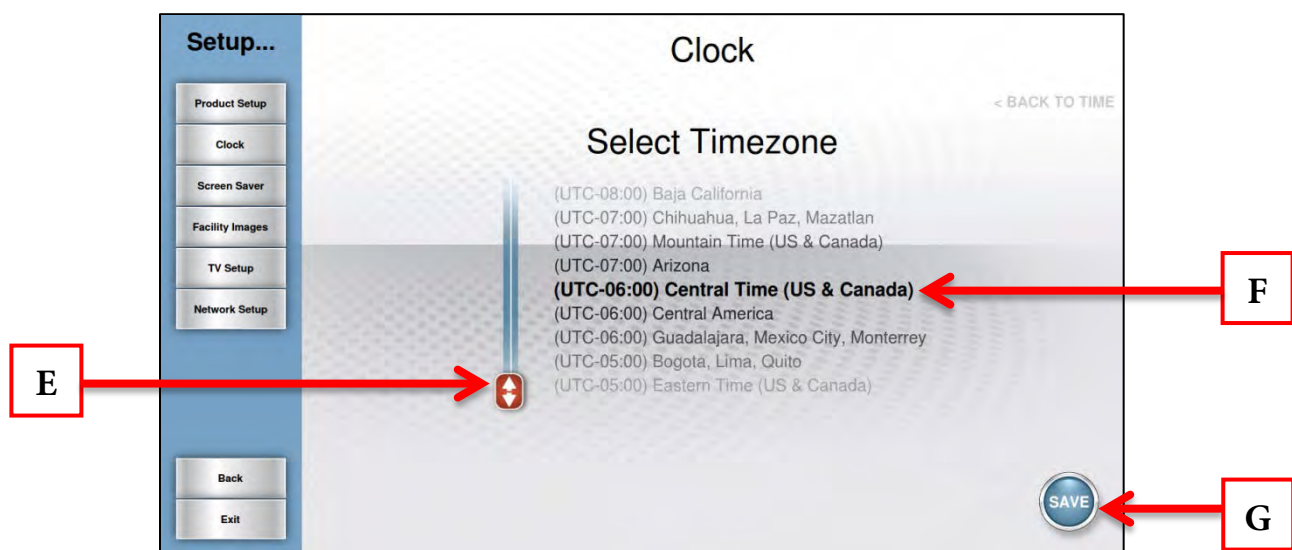 Setup...
Product Setup
Clock
Screen Saver
Facility Images
TV Setup
Network Setup
Back
Exit
Clock
< BACK TO TIME
Select Timezone
(UTC-08:00) Baja California
(UTC-07:00) Chihuahua, La Paz, Mazatlan
(UTC-07:00) Mountain Time (US & Canada)
(UTC-07:00) Arizona
(UTC-06:00) Central Time (US & Canada)
(UTC-06:00) Central America
(UTC-06:00) Guadalajara, Mexico City, Monterrey
(UTC-05:00) Bogota, Lima, Quito
(UTC-05:00) Eastern Time (US & Canada)
SAVE
E
F
G